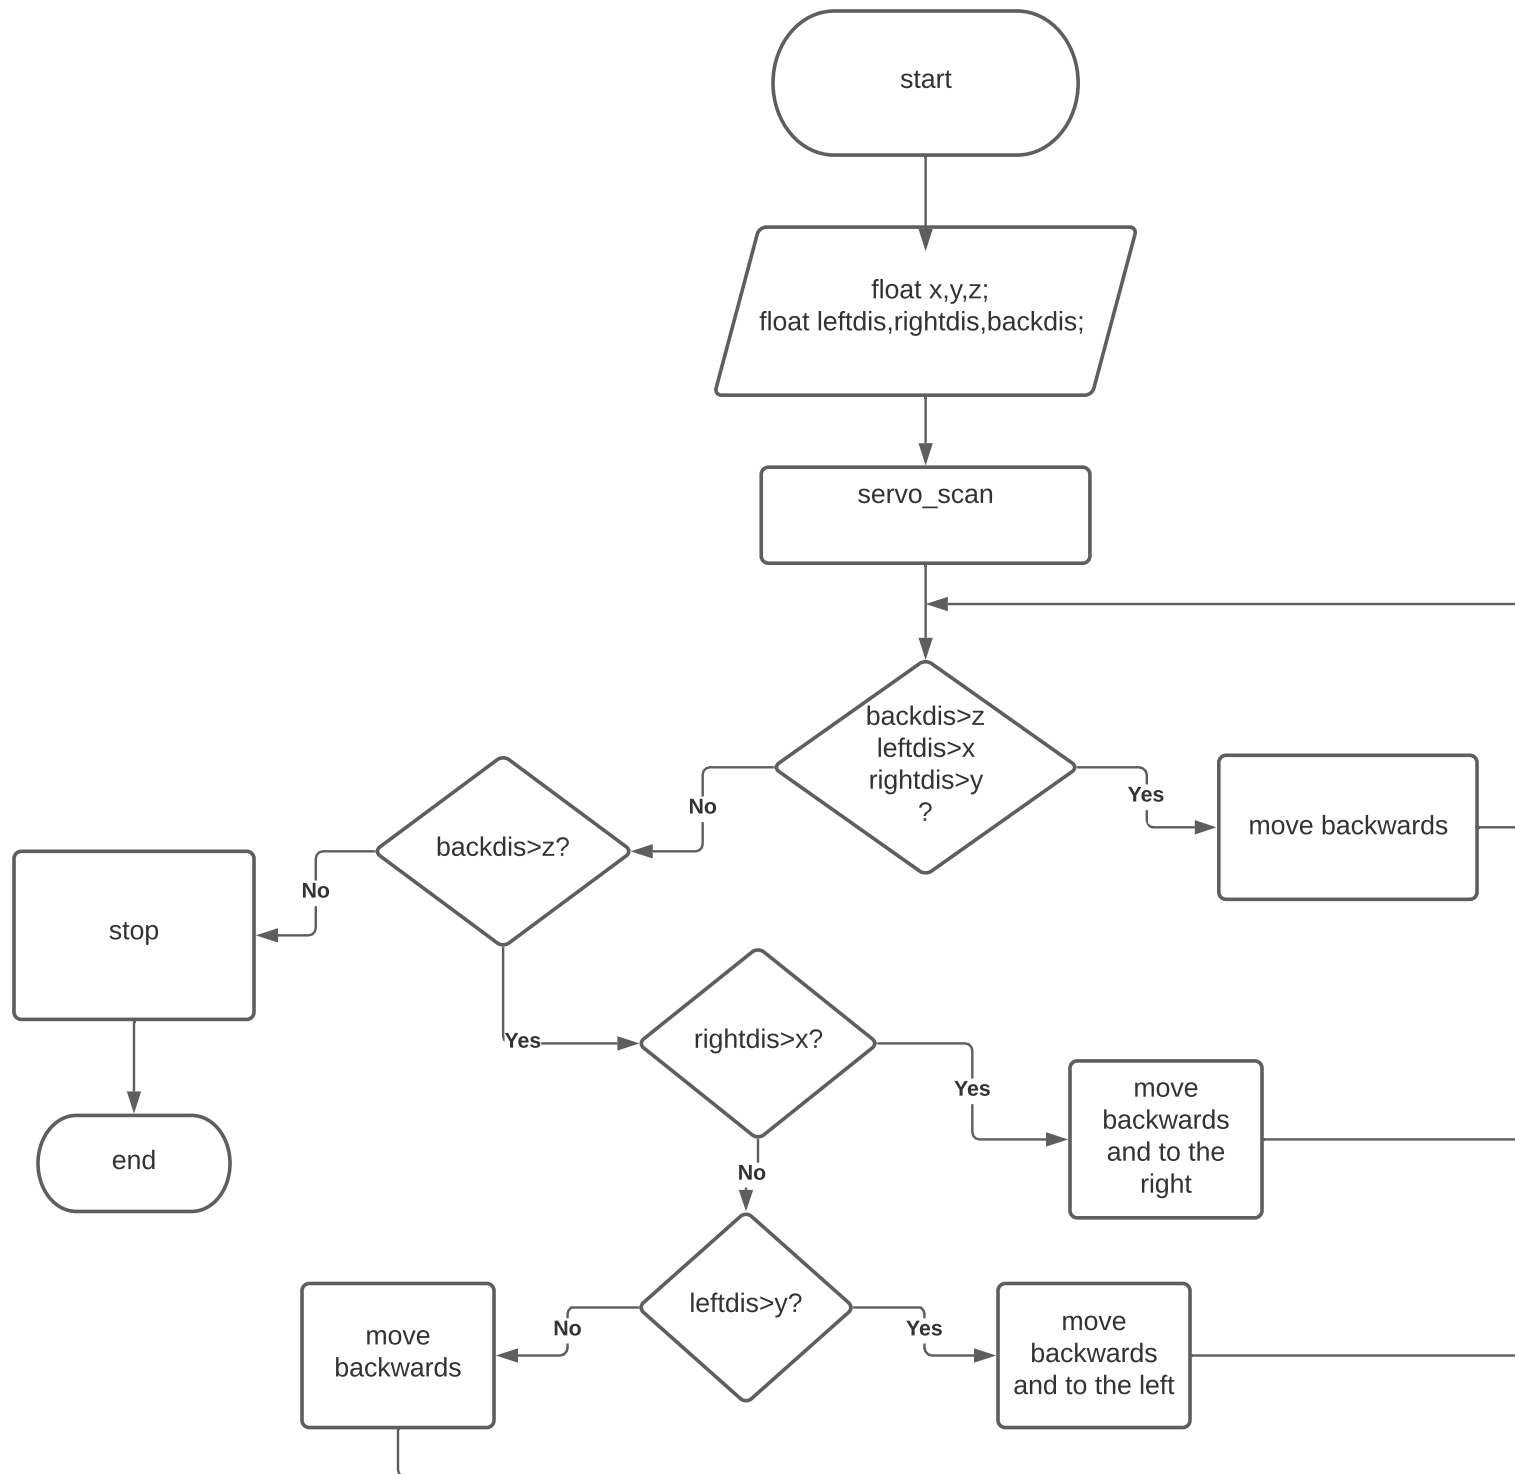 start
float x,y,z;
float leftdis,rightdis,backdis;
servo_scan
backdis>z
leftdis>x
rightdis>y
?
Yes
move backwards
No
backdis>z?
No
stop
end
Yes
rightdis>x?
Yes
move
backwards
and to the
right
No
leftdis>y?
No
move
backwards
Yes
move
backwards
and to the left